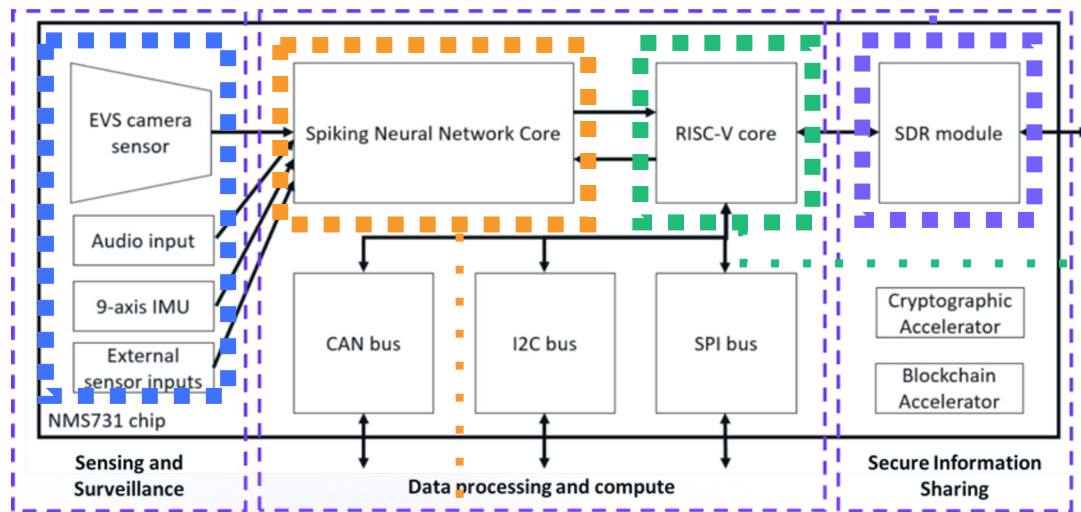 EVS camera
sensor
Audio input
9-axis IMU
External
sensor inputs
NMS731 chip
Sensing and
Surveillance
Spiking Neural Network Core
RISC-V core
CAN bus
I2C bus
SPI bus
Data processing and compute
SDR module
Cryptographic
Accelerator
Blockchain
Accelerator
Secure Information
Sharing